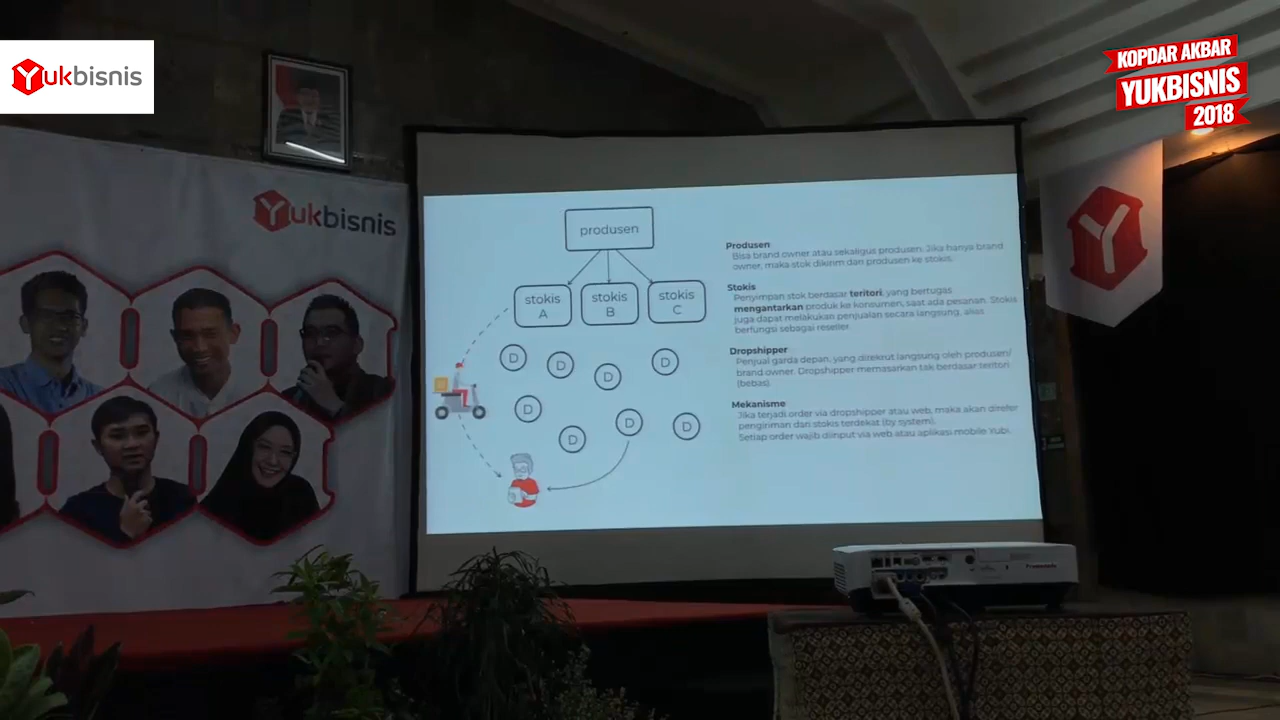 Yukbisnis
KOPDAR AKBAR
YUKBISNIS
2018
Yukbisnis
produsen
stokis
A
stokis
B
stokis
C
D
D
D
D
D
D
D
D
Produsen
Bisa brand owner atau sekaligus produsen. Jika hanya brand
owner, maka stok dikirim dari produsen ke stokis.
Stokis
Penyimpan stok berdasar teritori, yang bertugas
mengantarkan produk ke konsumen, saat ada pesanan. Stokis
juga dapat melakukan penjualan secara langsung, alias
berfungsi sebagai reseller.
Dropshipper
Penjual garda depan, yang direkrut langsung oleh produsen/
brand owner. Dropshipper memasarkan tak berdasar teritori
(bebas).
Mekanisme
Jika terjadi order via dropshipper atau web, maka akan direfer
pengiriman dari stokis terdekat (by system).
Setiap order wajib diinput via web atau aplikasi mobile Yubi.